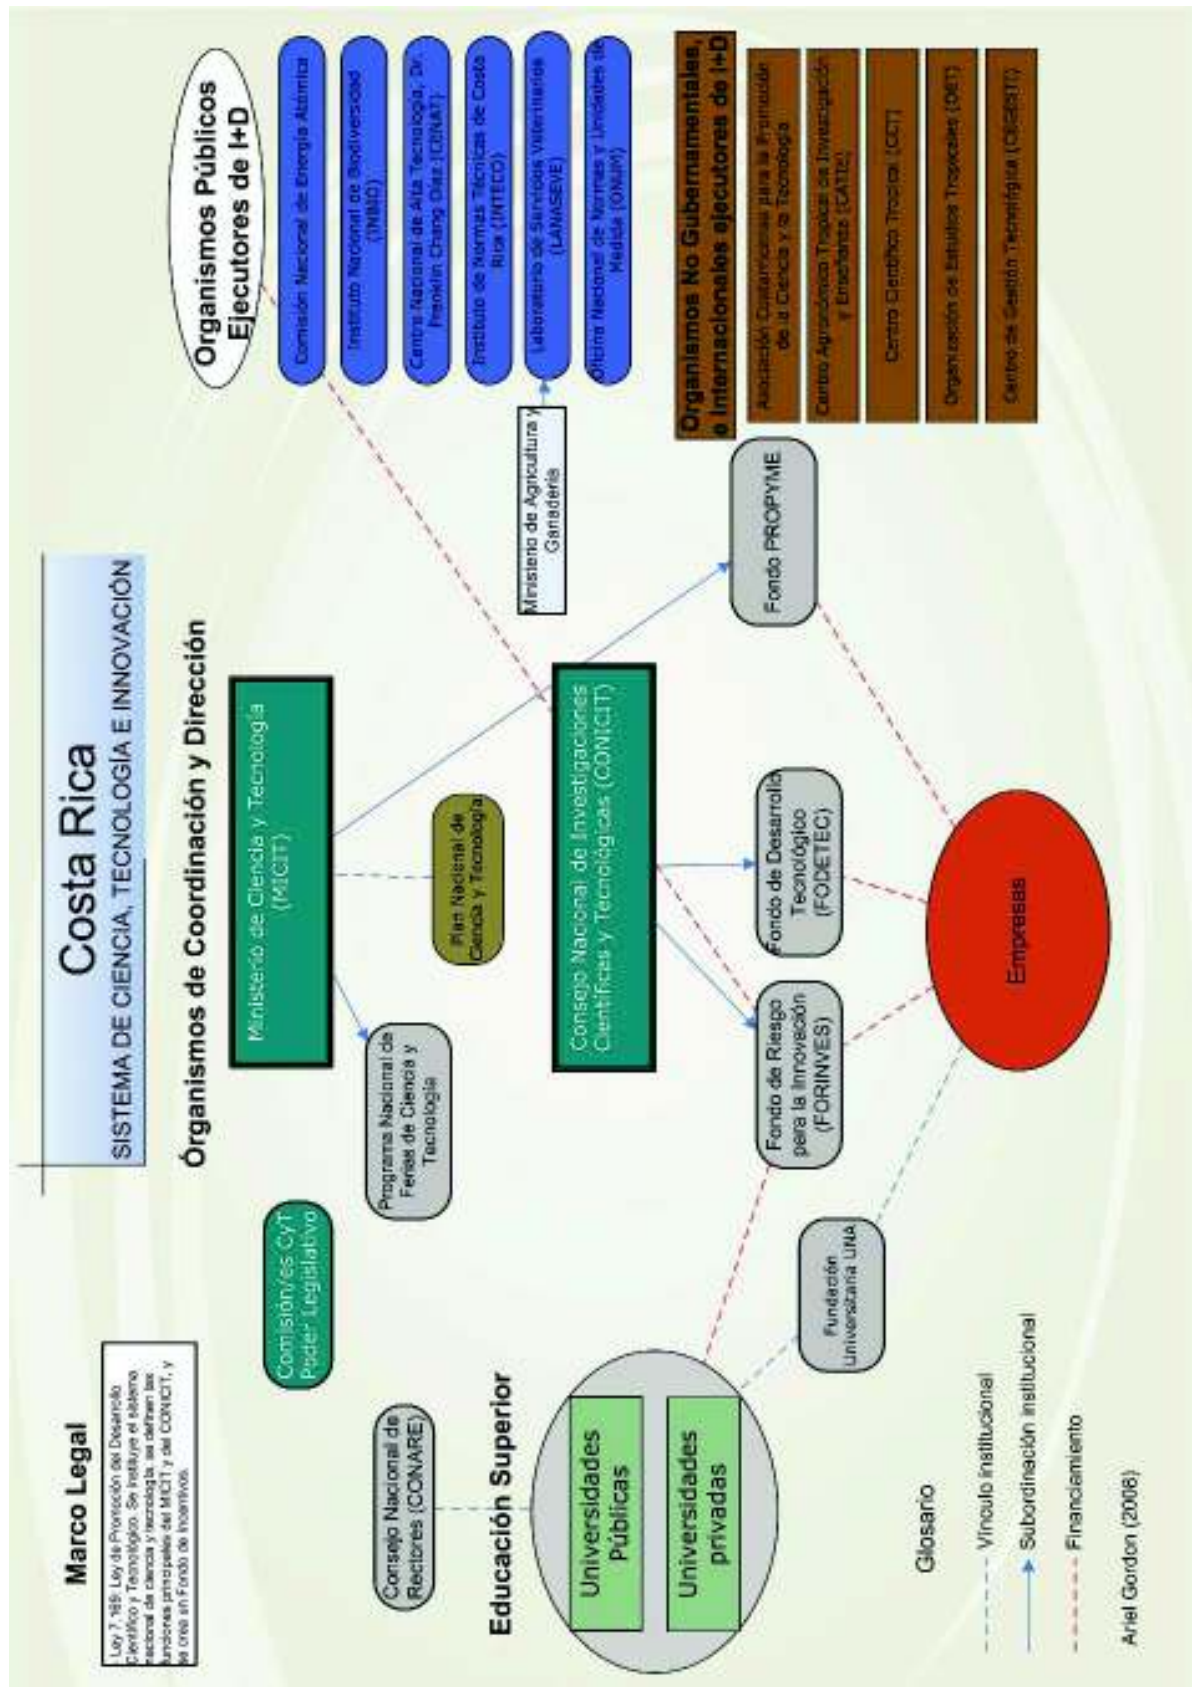 Costa Rica
SISTEMA DE CIENCIA, TECNOLOGÍA E INNOVACIÓN
Marco Legal
Ley 7.169: Ley de Promoción del Desarrollo
Científico y Tecnológico. Se instituye el sistema
nacional de ciencia y tecnología, se definen las
funciones principales del MICIT y del CONICIT, y
se crea en Fondo de Incentivos.
Órganismos de Coordinación y Dirección
Comisión/es CyT
Poder Legislativo
Ministerio de Ciencia y Tecnología
(MICIT)
Programa Nacional de
Ferias de Ciencia y
Tecnología
Plan Nacional de
Ciencia y Tecnología
Consejo Nacional de Investigaciones
Científicas y Tecnológicas (CONICIT)
Fondo de Riesgo
para la Innovación
(FORINVES)
Fondo de Desarrollo
Tecnológico
(FODETEC)
Fondo PROPYME
Empresas
Consejo Nacional de
Rectores (CONARE)
Educación Superior
Universidades
Públicas
Universidades
privadas
Fundación
Universitaria UNA
Organismos Públicos
Ejecutores de I+D
Comisión Nacional de Energía Atómica
Instituto Nacional de Biodiversidad
(INBIO)
Centro Nacional de Alta Tecnología, Dr.
Franklin Chang Díaz (CENAT)
Instituto de Normas Técnicas de Costa
Rica (INTECO)
Laboratorio de Servicios Veterinarios
(LANASEVE)
Oficina Nacional de Normas y Unidades de
Medida (ONUM)
Ministerio de Agricultura y
Ganadería
Organismos No Gubernamentales,
o Internacionales ejecutores de I+D
Asociación Costarricense para la Promoción
de la Ciencia y la Tecnología
Centro Agronómico Tropical de Investigación
y Enseñanza (CATIE)
Centro Científico Tropical (CCT)
Organización de Estudios Tropicales (OET)
Centro de Gestión Tecnológica (CEGESTI)
Glosario
Vínculo institucional
Subordinación institucional
Financiamiento
Ariel Gordon (2008)